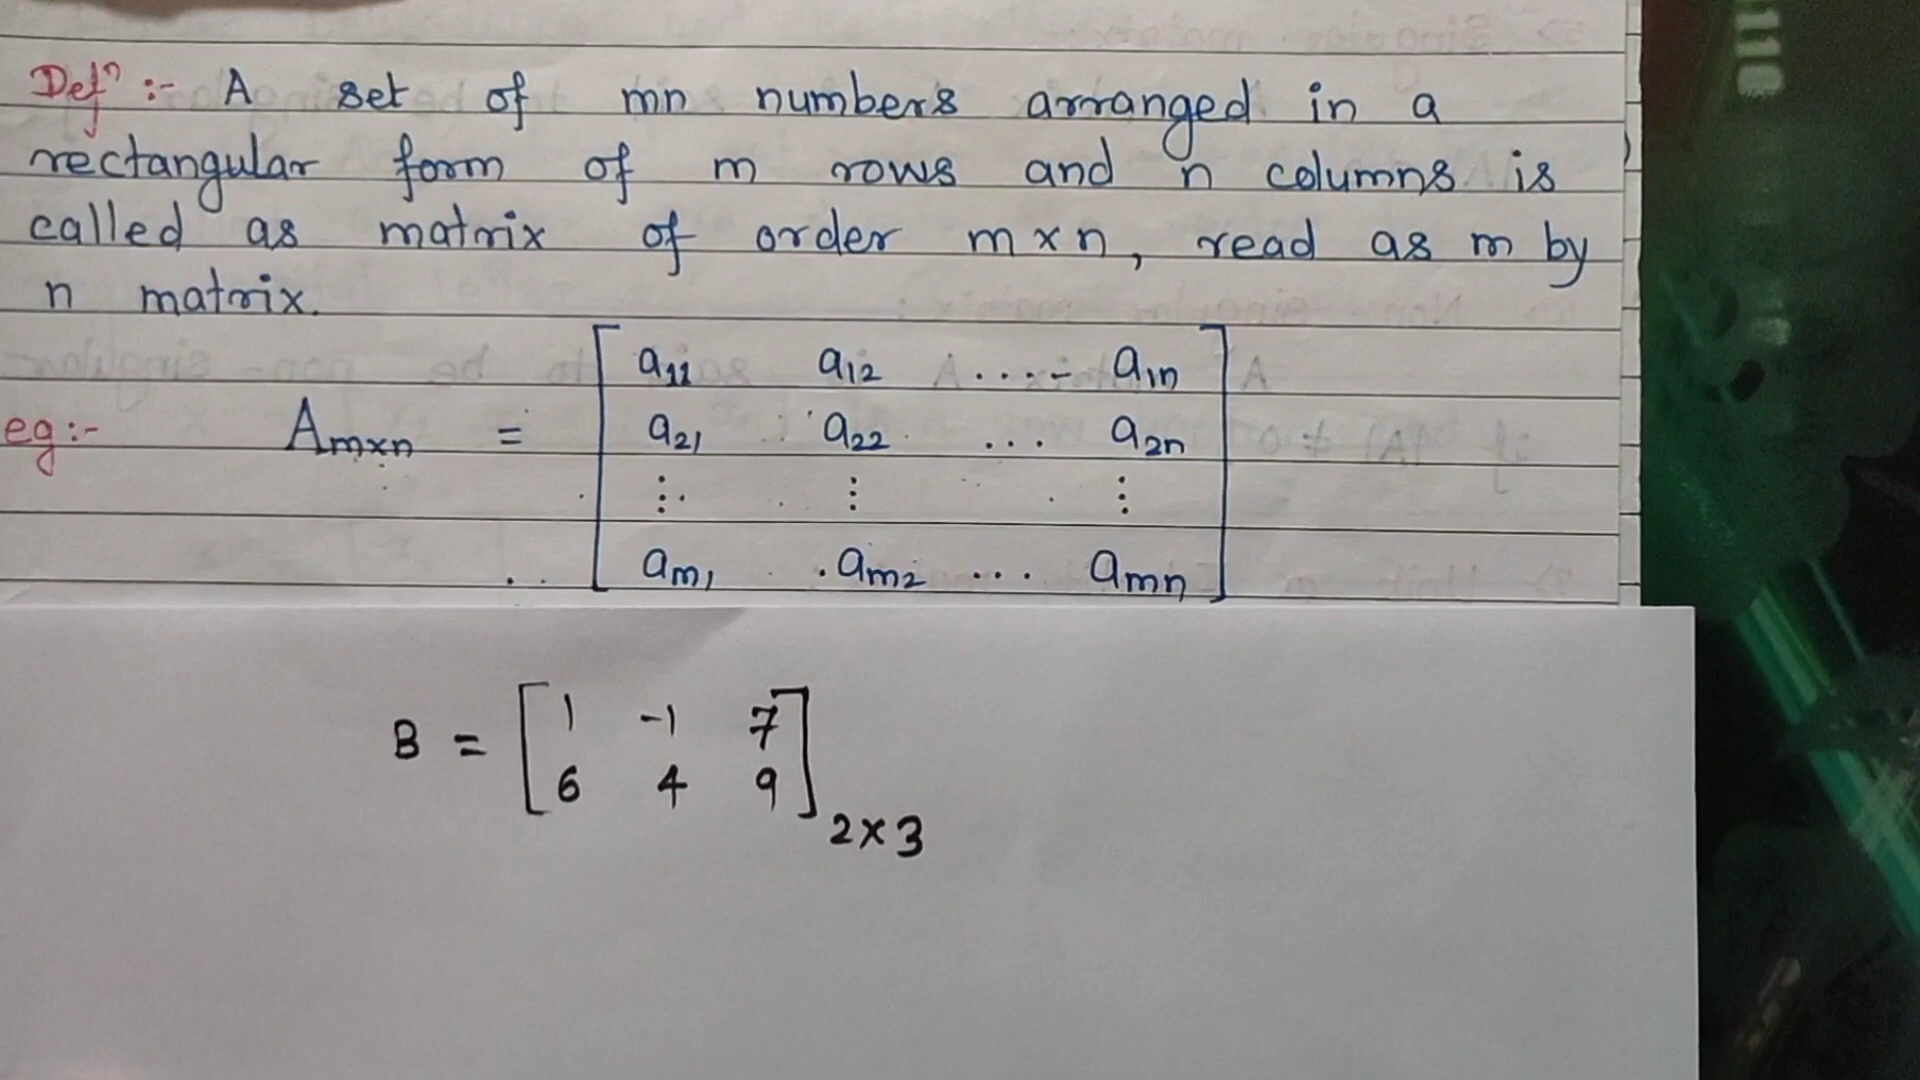 Defⁿ :- A set of mn numbers arranged in a
rectangular form of m rows and n columns is
called as matrix of order m x n, read as m by
n matrix.
eg:- Amxn = [ a11 a12 .... a1n
a21 a22 ... a2n
⋮ ⋮ ⋮
am1 am2 ... amn ]
B = [ 1 -1 7
6 4 9 ] 2x3